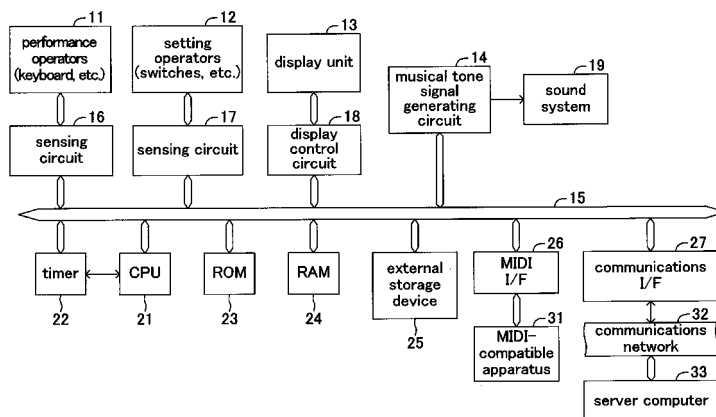 11
12
13
14
19
performance
operators
(keyboard, etc.)
setting
operators
(switches, etc.)
display unit
musical tone
signal
generating
circuit
sound
system
16
17
18
sensing
circuit
sensing circuit
display
control
circuit
15
26
27
timer
CPU
ROM
RAM
external
storage
device
MIDI
I/F
communications
I/F
22
21
23
24
25
31
32
MIDI-
compatible
apparatus
communications
network
33
server computer